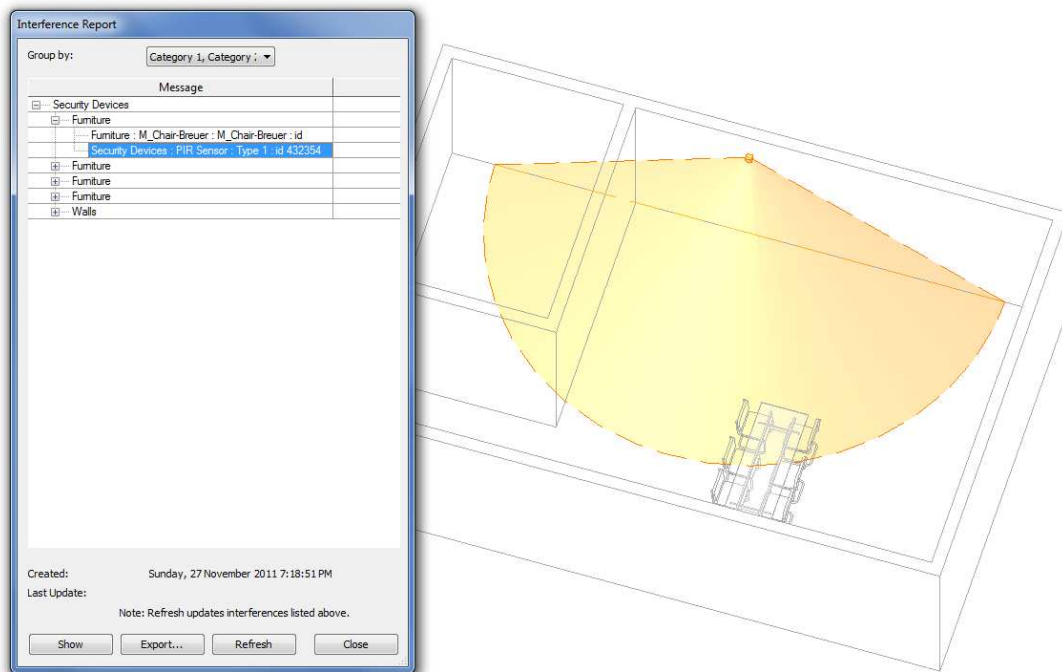 Interference Report
Group by: Category 1, Category 2
Message
Security Devices
Furniture
Furniture : M_Chair-Breuer : M_Chair-Breuer : id
Security Devices : PIR Sensor : Type 1 : id 432354
Furniture
Furniture
Furniture
Walls
Created: Sunday, 27 November 2011 7:18:51 PM
Last Update:
Note: Refresh updates interferences listed above.
Show Export... Refresh Close